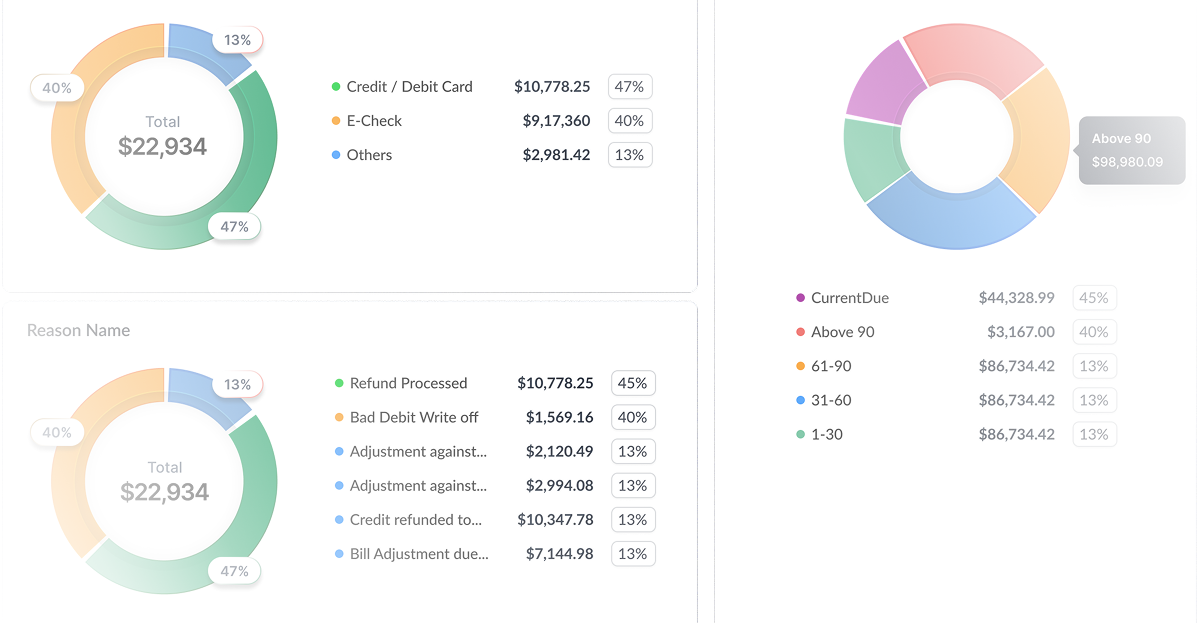 13%
40%
Total
$22,934
47%
Credit / Debit Card $10,778.25 47%
E-Check $9,17,360 40%
Others $2,981.42 13%
Reason Name
13%
40%
Total
$22,934
47%
Refund Processed $10,778.25 45%
Bad Debit Write off $1,569.16 40%
Adjustment against... $2,120.49 13%
Adjustment against... $2,994.08 13%
Credit refunded to... $10,347.78 13%
Bill Adjustment due... $7,144.98 13%
Above 90
$98,980.09
CurrentDue $44,328.99 45%
Above 90 $3,167.00 40%
61-90 $86,734.42 13%
31-60 $86,734.42 13%
1-30 $86,734.42 13%